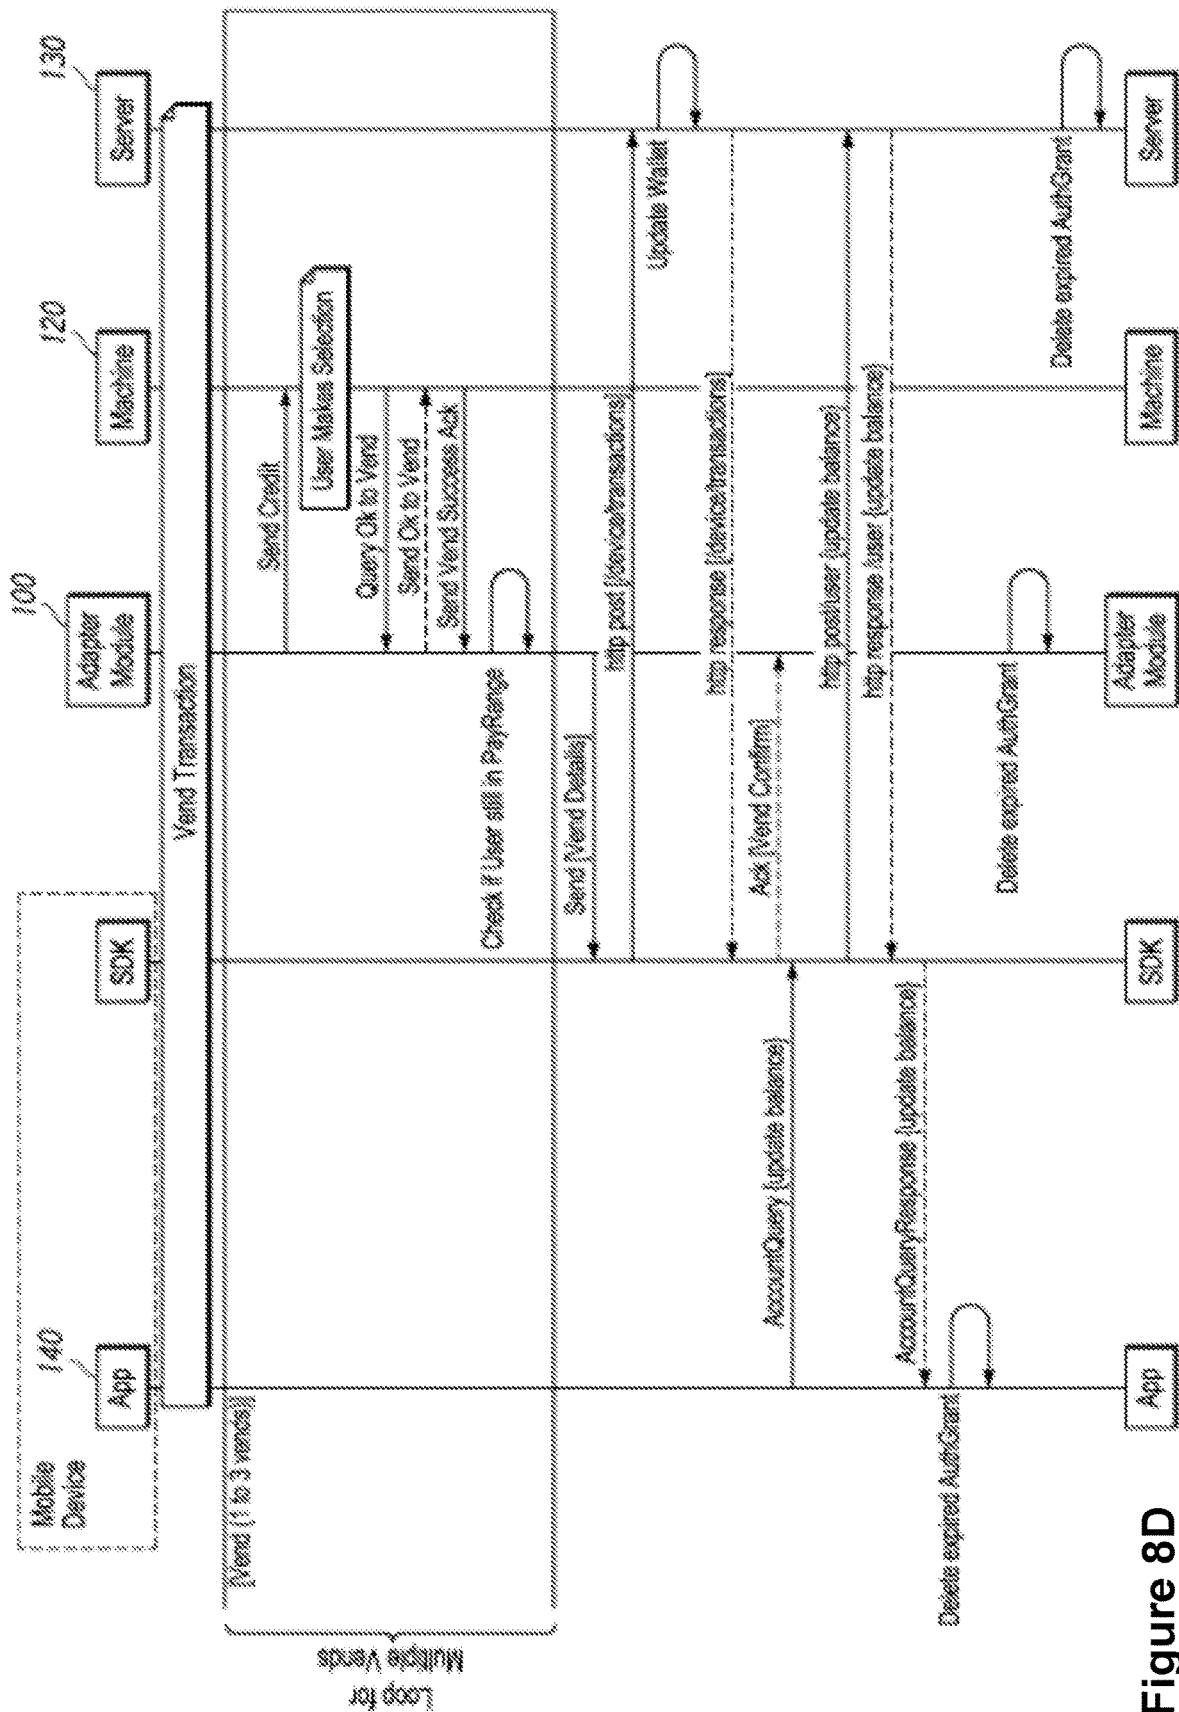 Mobile
Device
140
App
SDK
100
Adapter
Module
120
Machine
130
Server
Vend Transaction
Loop for
Multiple Vends
[Vend (1 to 3 vends)]
Send Credit
User Makes Selection
Query Ok to Vend
Send Ok to Vend
Send Vend Success Ack
Check if User still in PayRange
Send [Vend Details]
http post [/device/transactions]
Update Wallet
http response [/device/transactions]
Ack [Vend Confirm]
AccountQuery {update balance}
http post/user {update balance}
http response /user {update balance}
AccountQueryResponse {update balance}
Delete expired AuthGrant
Delete expired AuthGrant
Delete expired AuthGrant
App
SDK
Adapter
Module
Machine
Server
Figure 8D